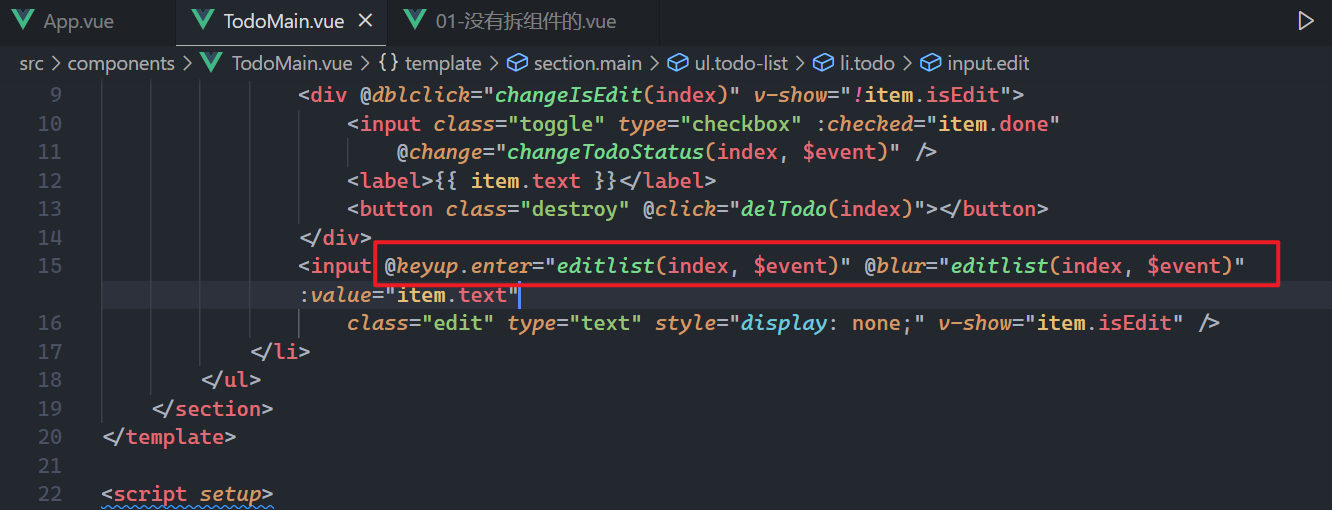 App.vue TodoMain.vue × 01-没有拆组件的.vue
src > components > TodoMain.vue > {} template > section.main > ul.todo-list > li.todo > input.edit
9 <div @dblclick="changeIsEdit(index)" v-show="!item.isEdit">
10 <input class="toggle" type="checkbox" :checked="item.done"
11 @change="changeTodoStatus(index, $event)" />
12 <label>{{ item.text }}</label>
13 <button class="destroy" @click="delTodo(index)"></button>
14 </div>
15 <input @keyup.enter="editlist(index, $event)" @blur="editlist(index, $event)"
:value="item.text"
16 class="edit" type="text" style="display: none;" v-show="item.isEdit" />
17 </li>
18 </ul>
19 </section>
20 </template>
21
22 <script setup>